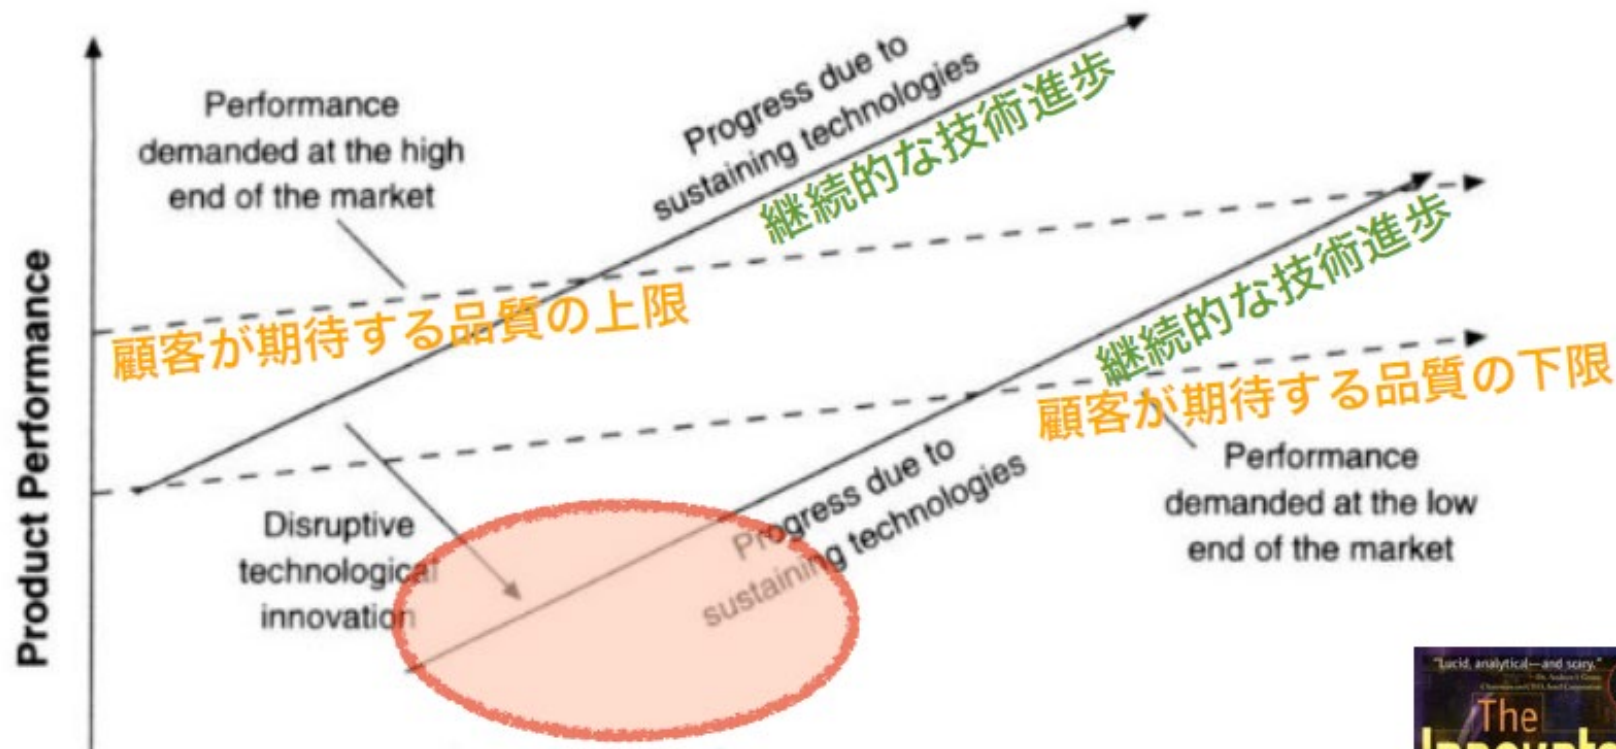 Product Performance
Performance
demanded at the high
end of the market
Progress due to
sustaining technologies
継続的な技術進歩
顧客が期待する品質の上限
継続的な技術進歩
顧客が期待する品質の下限
Performance
demanded at the low
end of the market
Disruptive
technological
innovation
Progress due to
sustaining technologies
"Lucid, analytical—and scary."
The